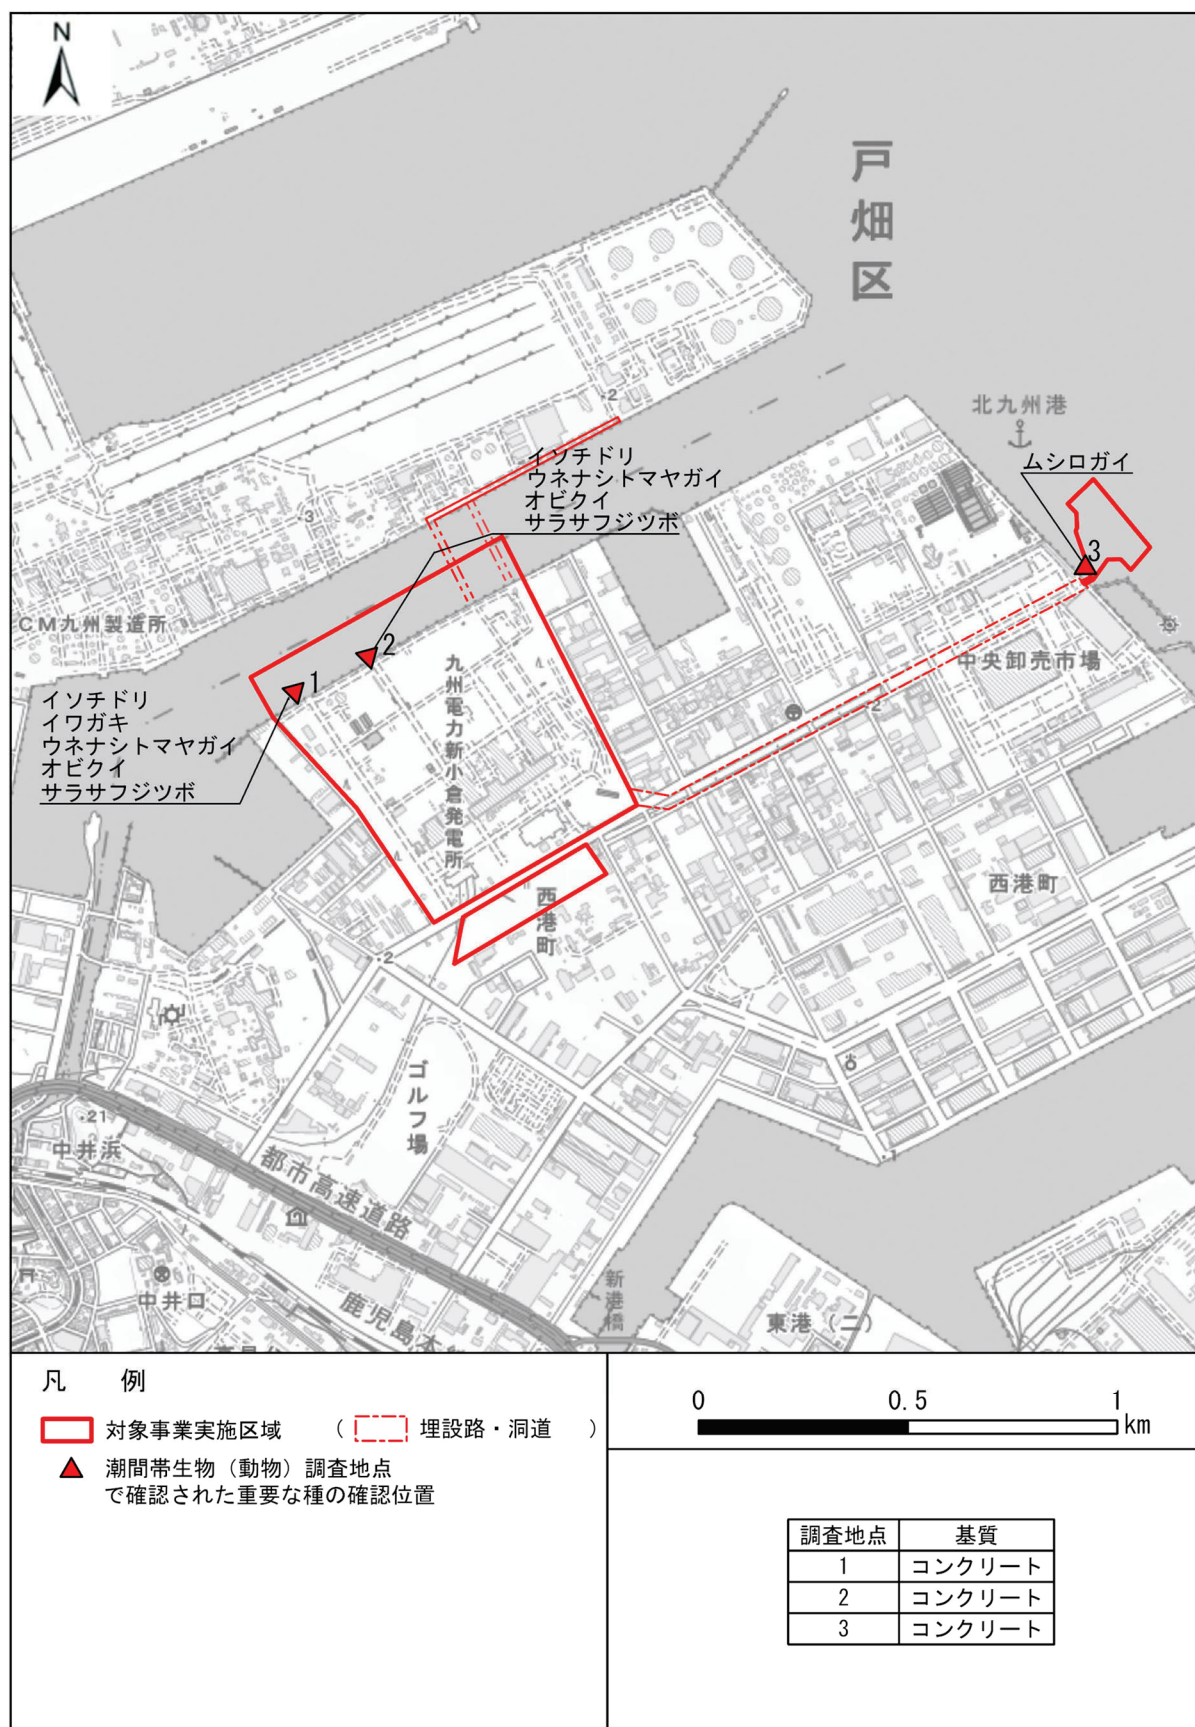 N
戸畑区
北九州港
ムシロガイ
2
イソチドリ
ウネナシトマヤガイ
オビクイ
サラサフジツボ
3
3
CM九州製造所
2
1
中央卸売市場
九州電力新小倉発電所
イソチドリ
イワガキ
ウネナシトマヤガイ
オビクイ
サラサフジツボ
2
西港町
西港町
2
ゴルフ場
21
中井浜
都市高速道路
1
中井口
鹿児島本
新港橋
東港(二)
凡 例
対象事業実施区域 ( 埋設路・洞道 )
潮間帯生物(動物)調査地点
で確認された重要な種の確認位置
0 0.5 1
km
調査地点 基質
1 コンクリート
2 コンクリート
3 コンクリート